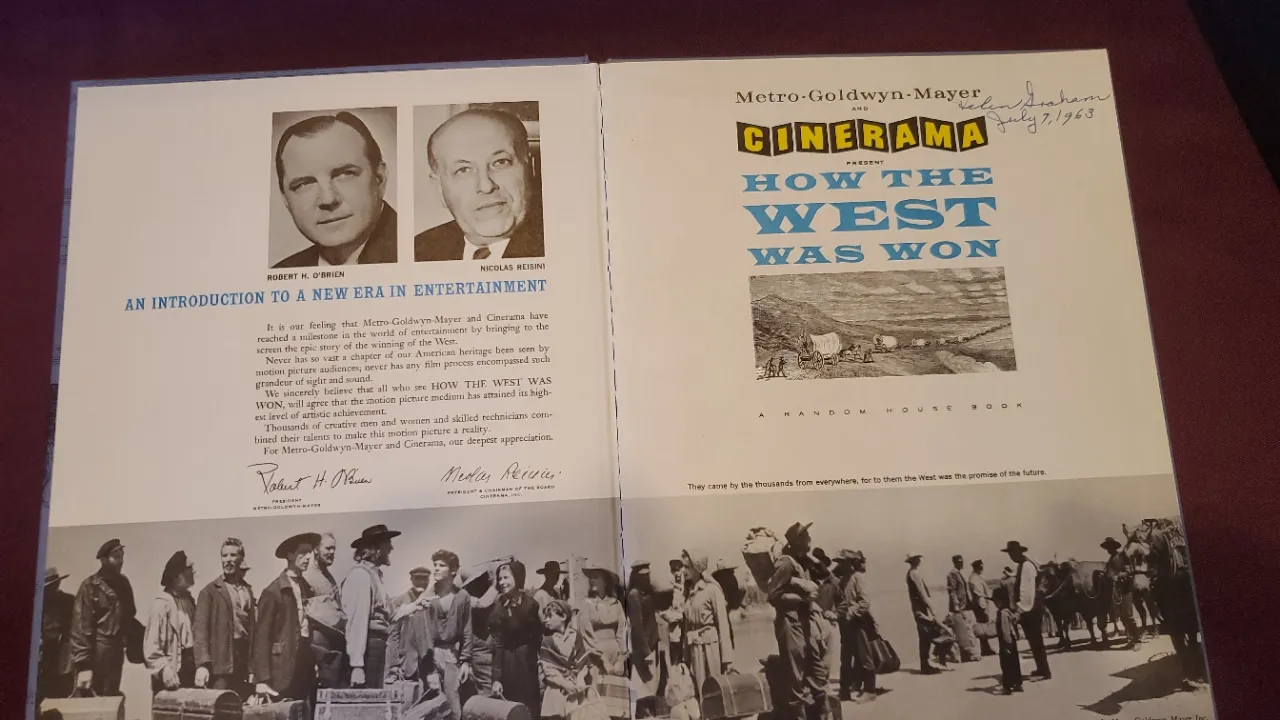 ROBERT H. O'BRIEN
NICOLAS REISINI
AN INTRODUCTION TO A NEW ERA IN ENTERTAINMENT
It is our feeling that Metro-Goldwyn-Mayer and Cinerama have
reached a milestone in the world of entertainment by bringing to the
screen the epic story of the winning of the West.
Never has so vast a chapter of our American heritage been seen by
motion picture audiences; never has any film process encompassed such
grandeur of sight and sound.
We sincerely believe that all who see HOW THE WEST WAS
WON, will agree that the motion picture medium has attained its high-
est level of artistic achievement.
Thousands of creative men and women and skilled technicians com-
bined their talents to make this motion picture a reality.
For Metro-Goldwyn-Mayer and Cinerama, our deepest appreciation.
Robert H. O'Brien
PRESIDENT
METRO-GOLDWYN-MAYER
Nicolas Reisini
PRESIDENT & CHAIRMAN OF THE BOARD
CINERAMA, INC.
Metro-Goldwyn-Mayer
Helen Graham
July 7, 1963
AND
CINERAMA
PRESENT
HOW THE
WEST
WAS WON
A RANDOM HOUSE BOOK
They came by the thousands from everywhere, for to them the West was the promise of the future.